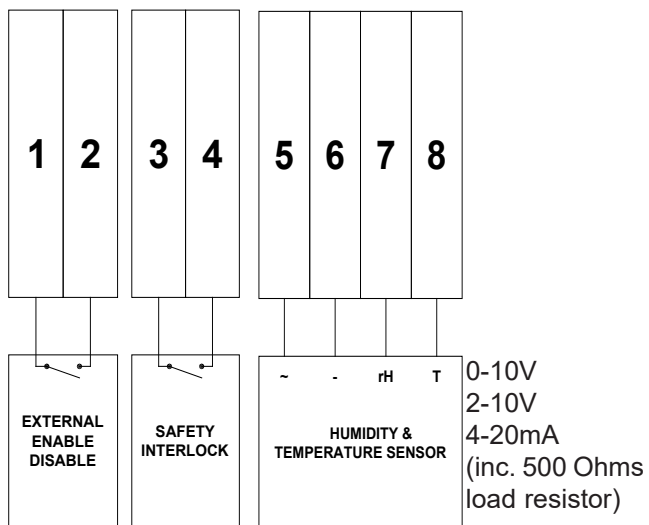 1 2 3 4 5 6 7 8
~ - rH T
EXTERNAL
ENABLE
DISABLE
SAFETY
INTERLOCK
HUMIDITY &
TEMPERATURE SENSOR
0-10V
2-10V
4-20mA
(inc. 500 Ohms
load resistor)